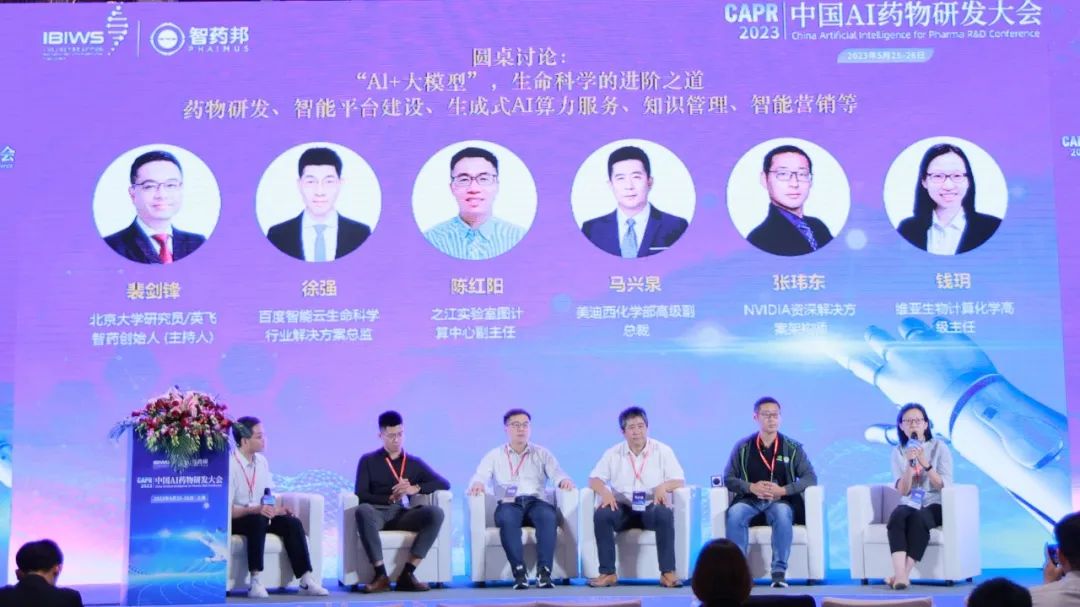 IBIWS
智药邦
PHAIMUS
CAPR
2023
中国AI药物研发大会
China Artificial Intelligence for Pharma R&D Conference
2023年5月25-26日
圆桌讨论：
“AI+大模型”，生命科学的进阶之道
药物研发、智能平台建设、生成式AI算力服务、知识管理、智能营销等
裴剑锋
北京大学研究员/英飞
智药创始人 (主持人)
徐强
百度智能云生命科学
行业解决方案总监
陈红阳
之江实验室图计
算中心副主任
马兴泉
美迪西化学部高级副
总裁
张玮东
NVIDIA资深解决方
案架构师
钱玥
维亚生物计算化学高
级主任
会
CAPR
IBIWS
智药邦
CAPR
2023
中国AI药物研发大会